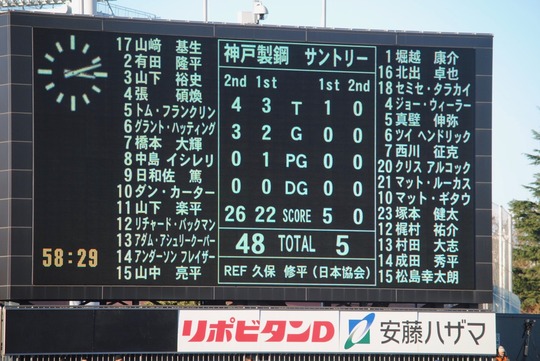 神戸製鋼 サントリー
2nd 1st 1st 2nd
4 3 T 1 0
3 2 G 0 0
0 1 PG 0 0
0 0 DG 0 0
26 22 SCORE 5 0
48 TOTAL 5
REF 久保 修平 (日本協会)
17 山﨑 基生
2 有田 隆平
3 山下 裕史
4 張 碩煥
5 トム・フランクリン
6 グラント・ハッティング
7 橋本 大輝
8 中島 イシレリ
9 日和佐 篤
10 ダン・カーター
11 山下 楽平
12 リチャード・バックマン
13 アダム・アシュリークーパー
14 アンダーソン フレイザー
15 山中 亮平
1 堀越 康介
16 北出 卓也
18 セミセ・タラカイ
4 ジョー・ウィーラー
5 真壁 伸弥
6 ツイ ヘンドリック
7 西川 征克
20 クリス アルコック
21 マット・ルーカス
10 マット・ギタウ
23 塚本 健太
12 梶村 祐介
13 村田 大志
14 成田 秀平
15 松島幸太朗
58:29
リポビタンD
安藤ハザマ